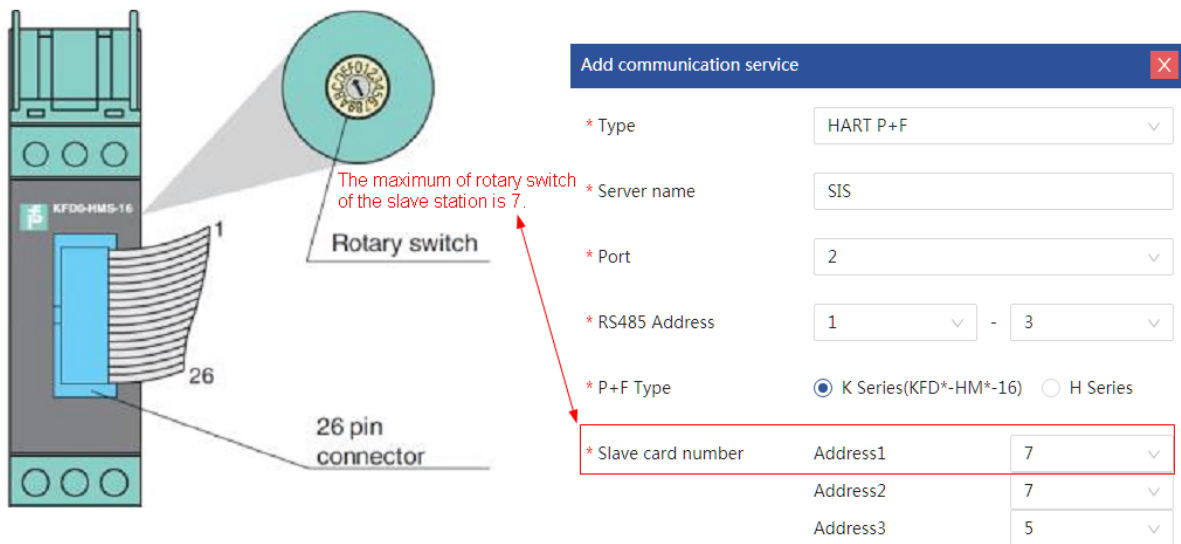 KFD0-HMS-16
1
26
26 pin
connector
Rotary switch
0123456789ABCDEF
The maximum of rotary switch
of the slave station is 7.
Add communication service
X
* Type HART P+F
* Server name SIS
* Port 2
* RS485 Address 1 - 3
* P+F Type K Series(KFD*-HM*-16) H Series
* Slave card number Address1 7
Address2 7
Address3 5